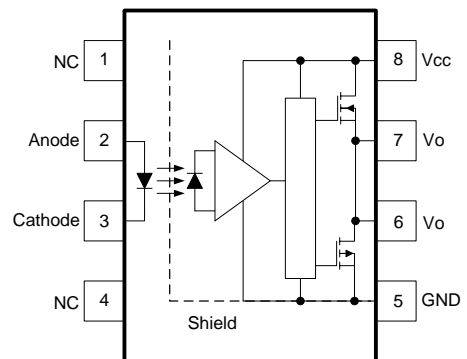 NC 1
8 Vcc
Anode 2
7 Vo
Cathode 3
6 Vo
NC 4
5 GND
Shield